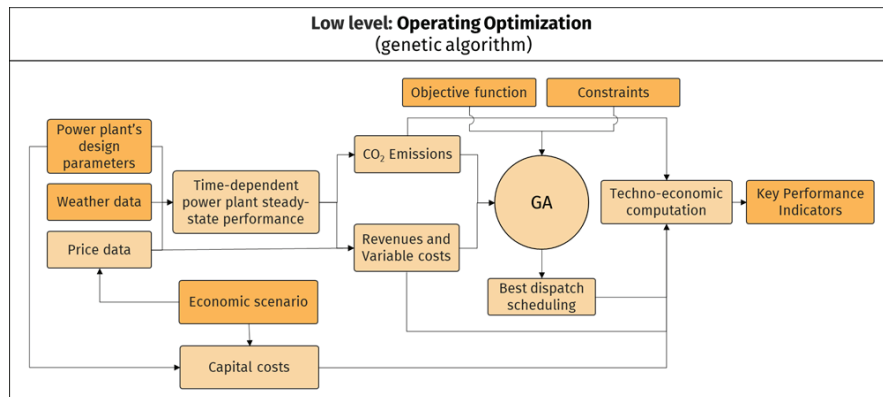 Low level: Operating Optimization
(genetic algorithm)
Objective function
Constraints
Power plant's
design
parameters
CO₂ Emissions
Weather data
Time-dependent
power plant steady-
state performance
GA
Techno-economic
computation
Key Performance
Indicators
Price data
Revenues and
Variable costs
Best dispatch
scheduling
Economic scenario
Capital costs